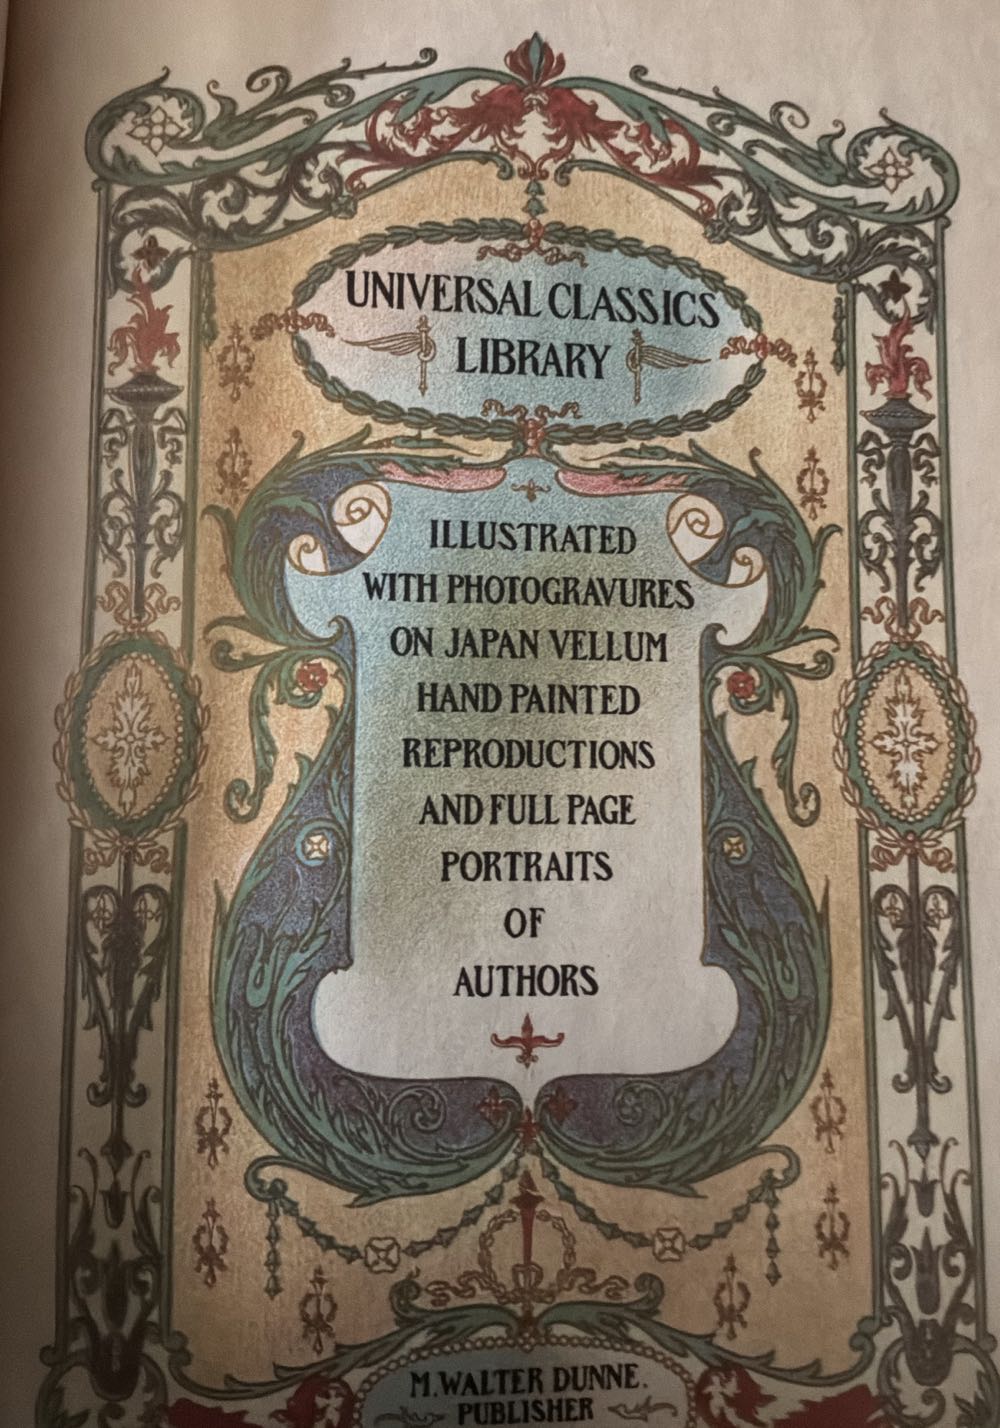 UNIVERSAL CLASSICS
LIBRARY
ILLUSTRATED
WITH PHOTOGRAVURES
ON JAPAN VELLUM
HAND PAINTED
REPRODUCTIONS
AND FULL PAGE
PORTRAITS
OF
AUTHORS
M. WALTER DUNNE.
PUBLISHER